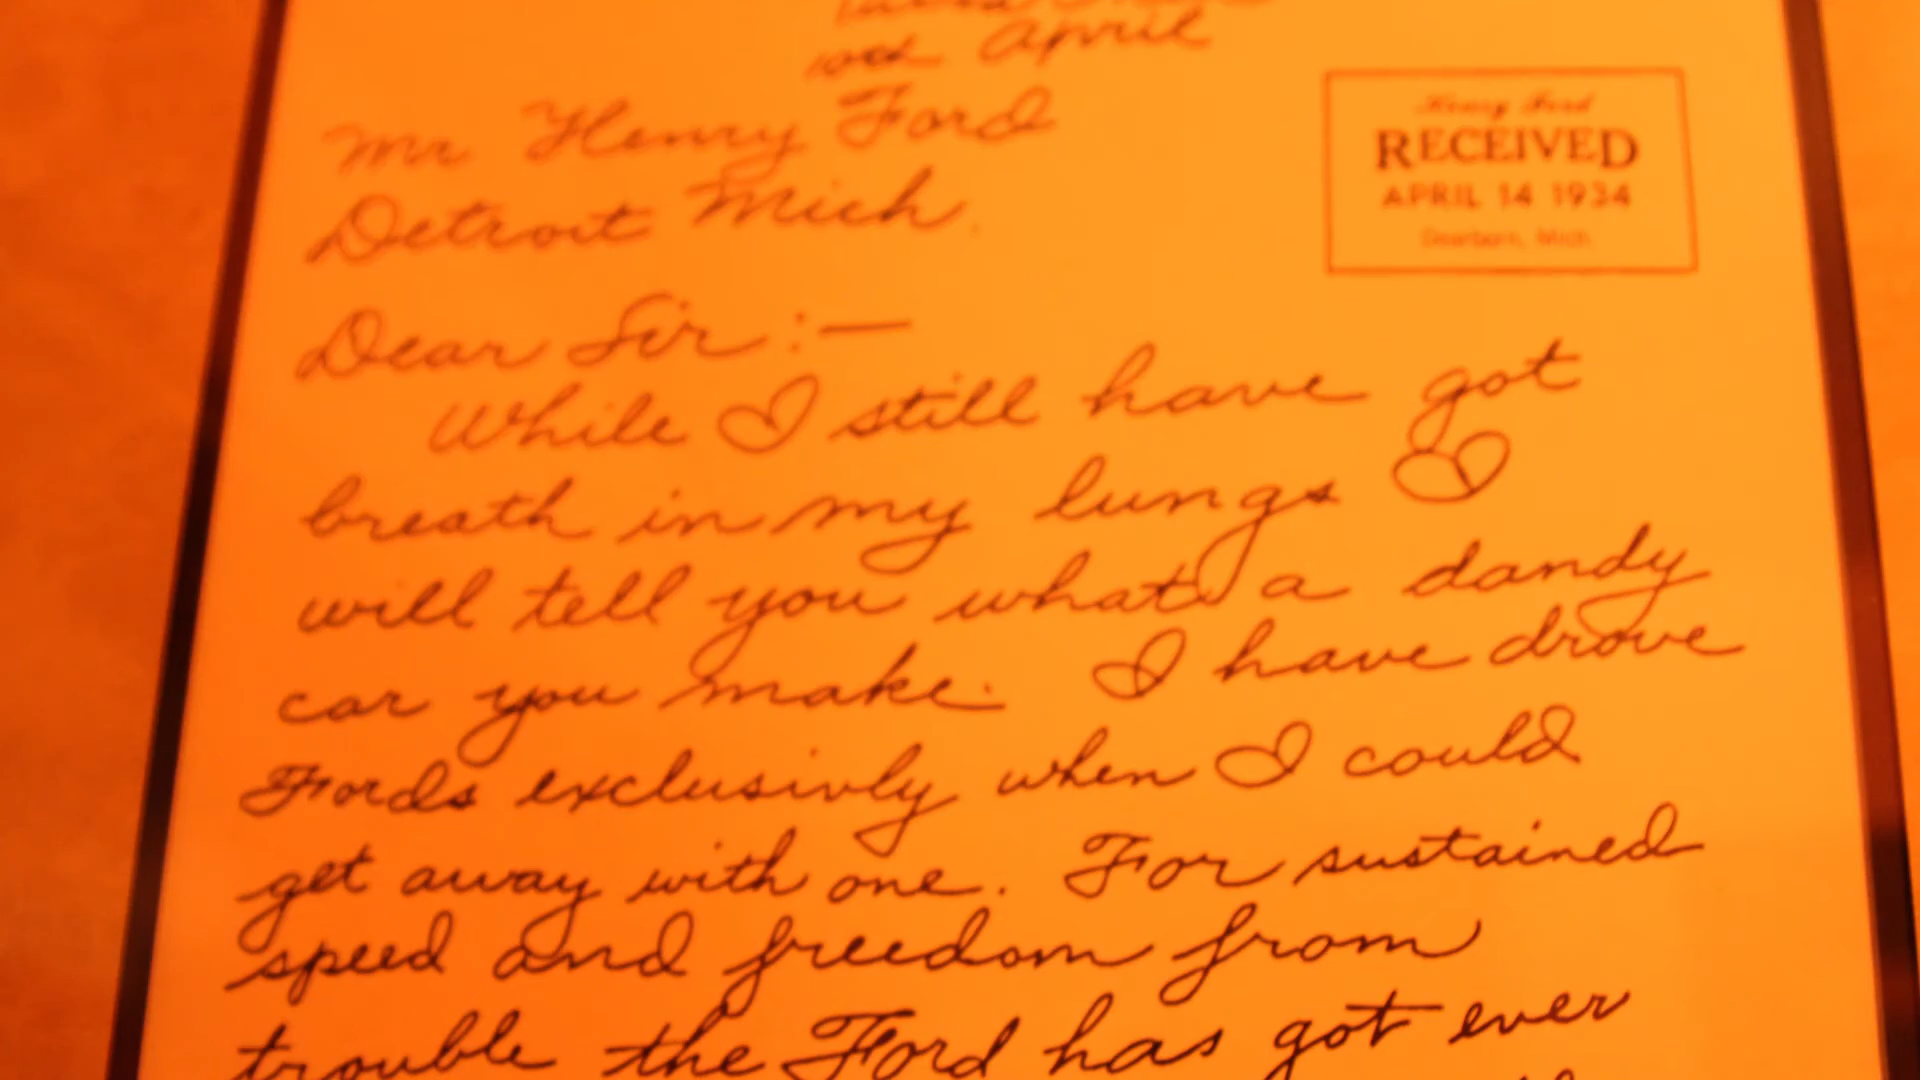 10th April
Mr Henry Ford
Detroit Mich.
Henry Ford
RECEIVED
APRIL 14 1934
Dearborn, Mich.
Dear Sir :—
While I still have got
breath in my lungs I
will tell you what a dandy
car you make. I have drove
Fords exclusivly when I could
get away with one. For sustained
speed and freedom from
trouble the Ford has got ever